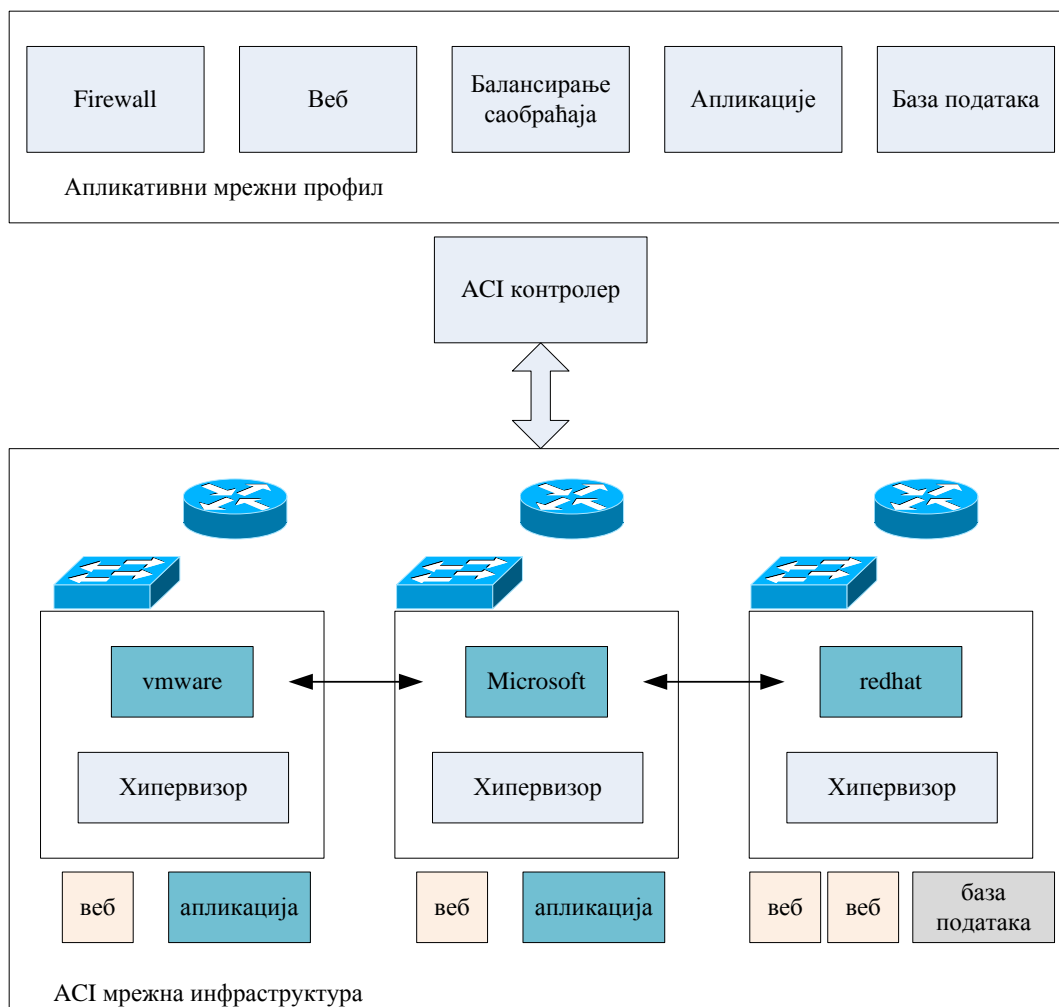 Firewall
Веб
Балансирање
саобраћаја
Апликације
База података
Апликативни мрежни профил
ACI контролер
vmware
Microsoft
redhat
Хипервизор
Хипервизор
Хипервизор
веб
апликација
веб
апликација
веб
веб
база
података
ACI мрежна инфраструктура